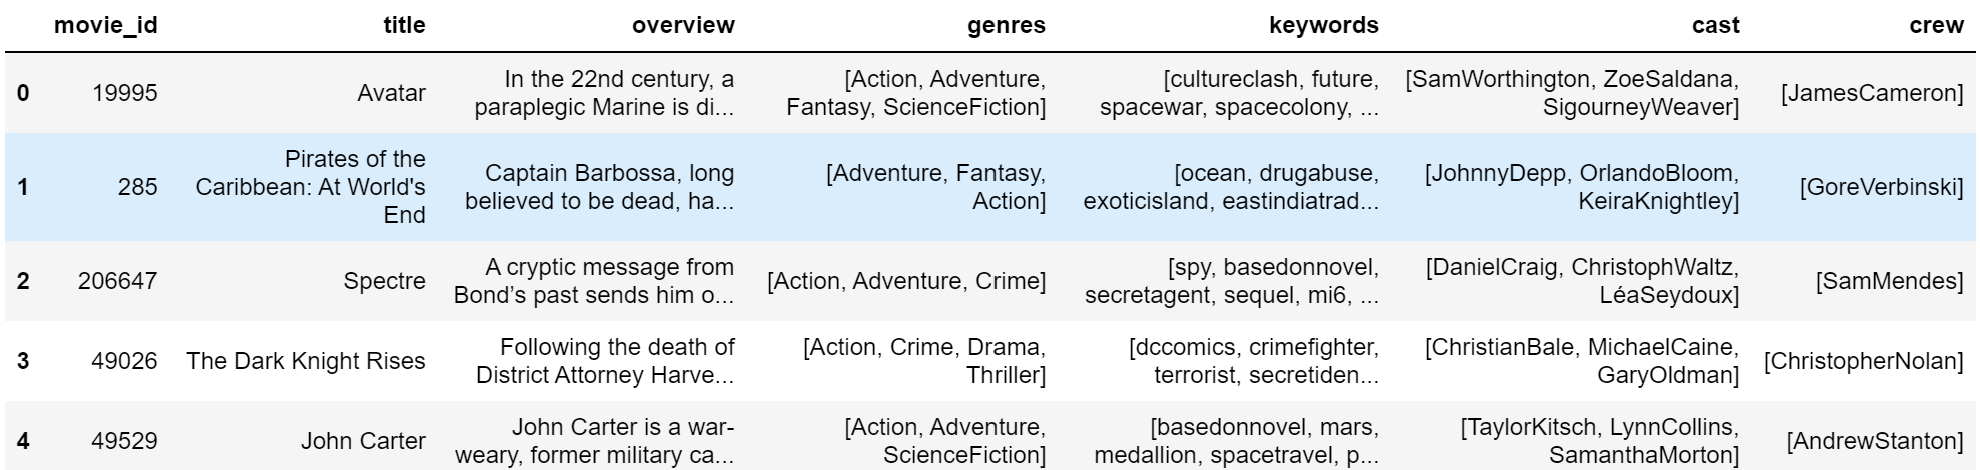 movie_id title overview genres keywords cast crew
0 19995 Avatar In the 22nd century, a paraplegic Marine is di... [Action, Adventure, Fantasy, ScienceFiction] [cultureclash, future, spacewar, spacecolony, ... [SamWorthington, ZoeSaldana, SigourneyWeaver] [JamesCameron]
1 285 Pirates of the Caribbean: At World's End Captain Barbossa, long believed to be dead, ha... [Adventure, Fantasy, Action] [ocean, drugabuse, exoticisland, eastindiatrad... [JohnnyDepp, OrlandoBloom, KeiraKnightley] [GoreVerbinski]
2 206647 Spectre A cryptic message from Bond’s past sends him o... [Action, Adventure, Crime] [spy, basedonnovel, secretagent, sequel, mi6, ... [DanielCraig, ChristophWaltz, LéaSeydoux] [SamMendes]
3 49026 The Dark Knight Rises Following the death of District Attorney Harve... [Action, Crime, Drama, Thriller] [dccomics, crimefighter, terrorist, secretiden... [ChristianBale, MichaelCaine, GaryOldman] [ChristopherNolan]
4 49529 John Carter John Carter is a war-weary, former military ca... [Action, Adventure, ScienceFiction] [basedonnovel, mars, medallion, spacetravel, p... [TaylorKitsch, LynnCollins, SamanthaMorton] [AndrewStanton]